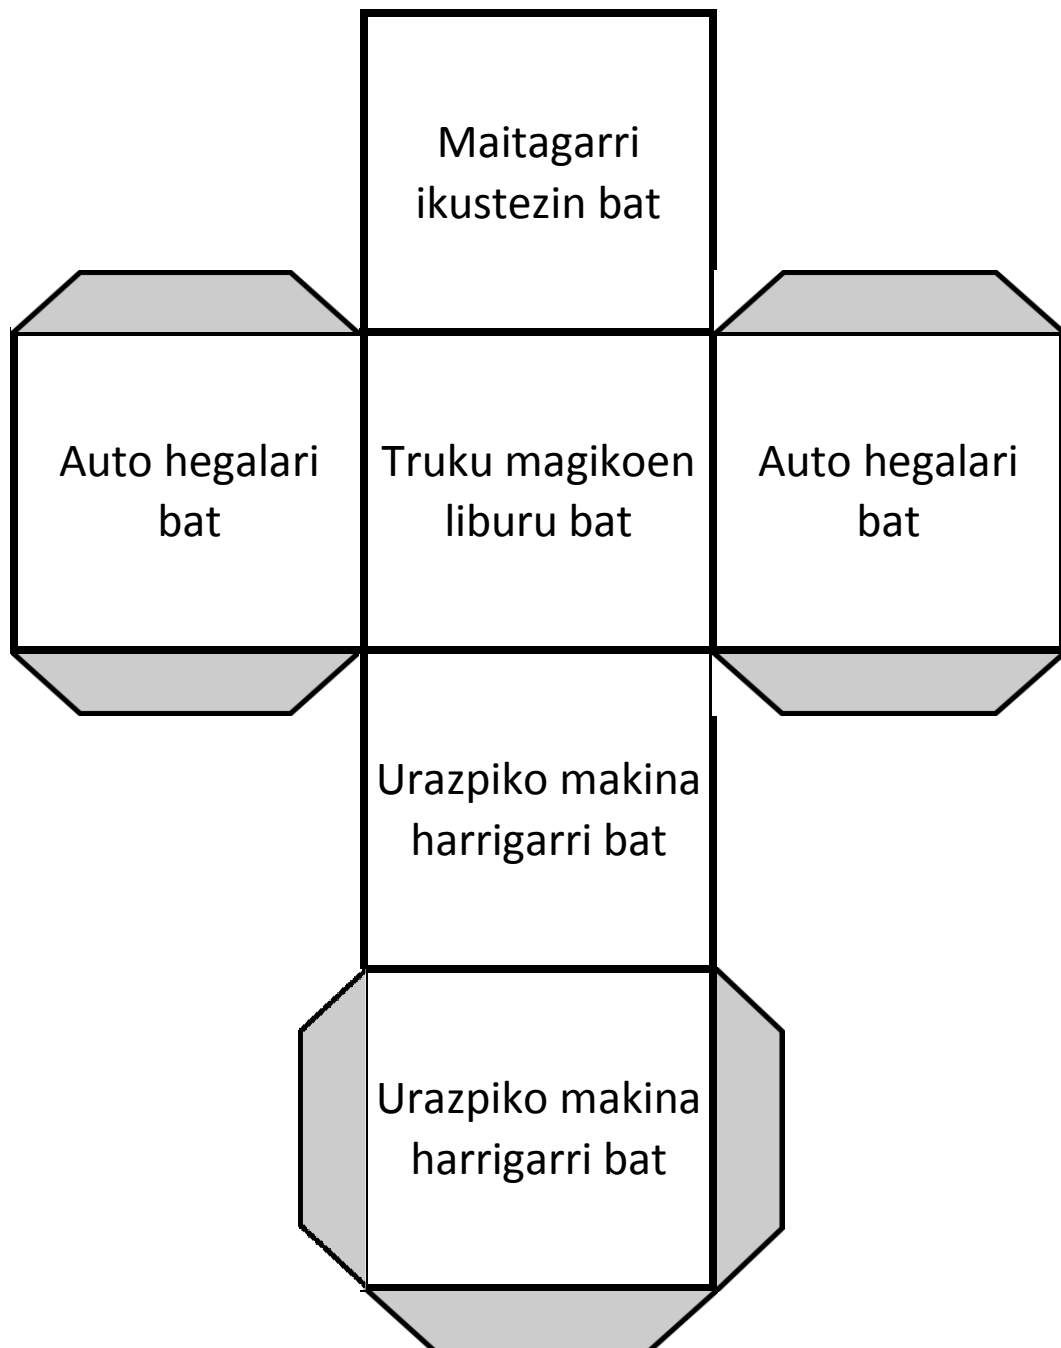 Maitagarri
ikustezin bat
Auto hegalari
bat
Truku magikoen
liburu bat
Auto hegalari
bat
Urazpiko makina
harrigarri bat
Urazpiko makina
harrigarri bat